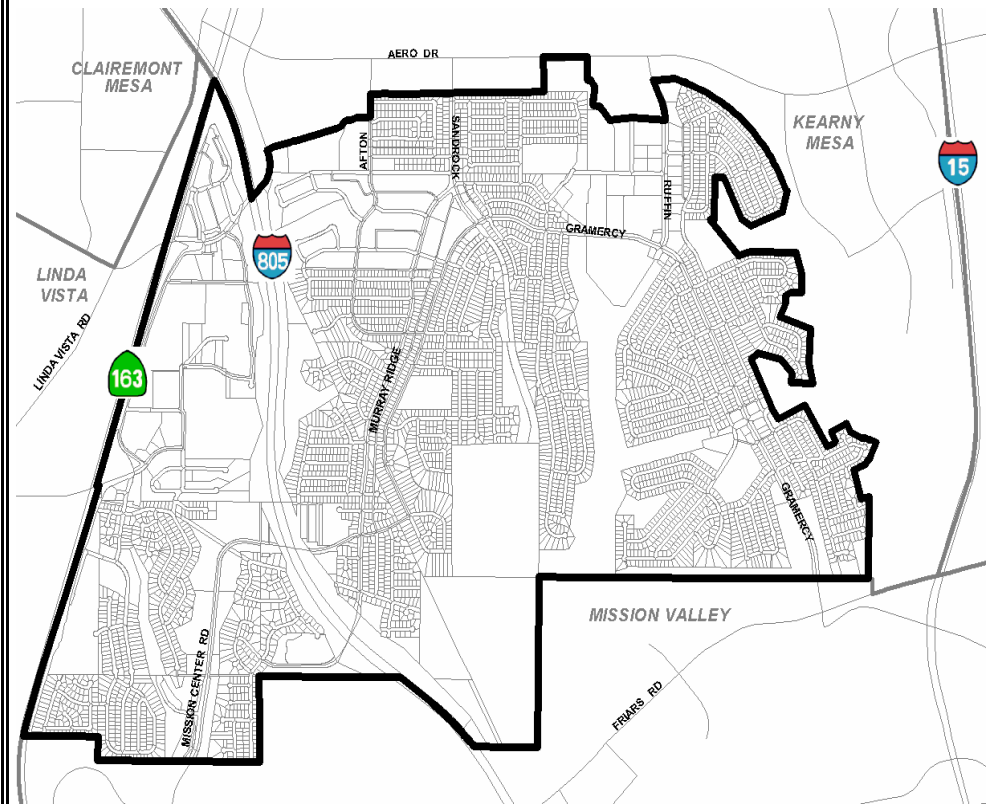 AERO DR
CLAIREMONT
MESA
AFTON
SANDROCK
KEARNY
MESA
15
RUFFIN
GRAMERCY
805
LINDA
VISTA
LINDA VISTA RD
163
MURRAY RIDGE
GRAMERCY
MISSION VALLEY
MISSION CENTER RD
FRIARS RD